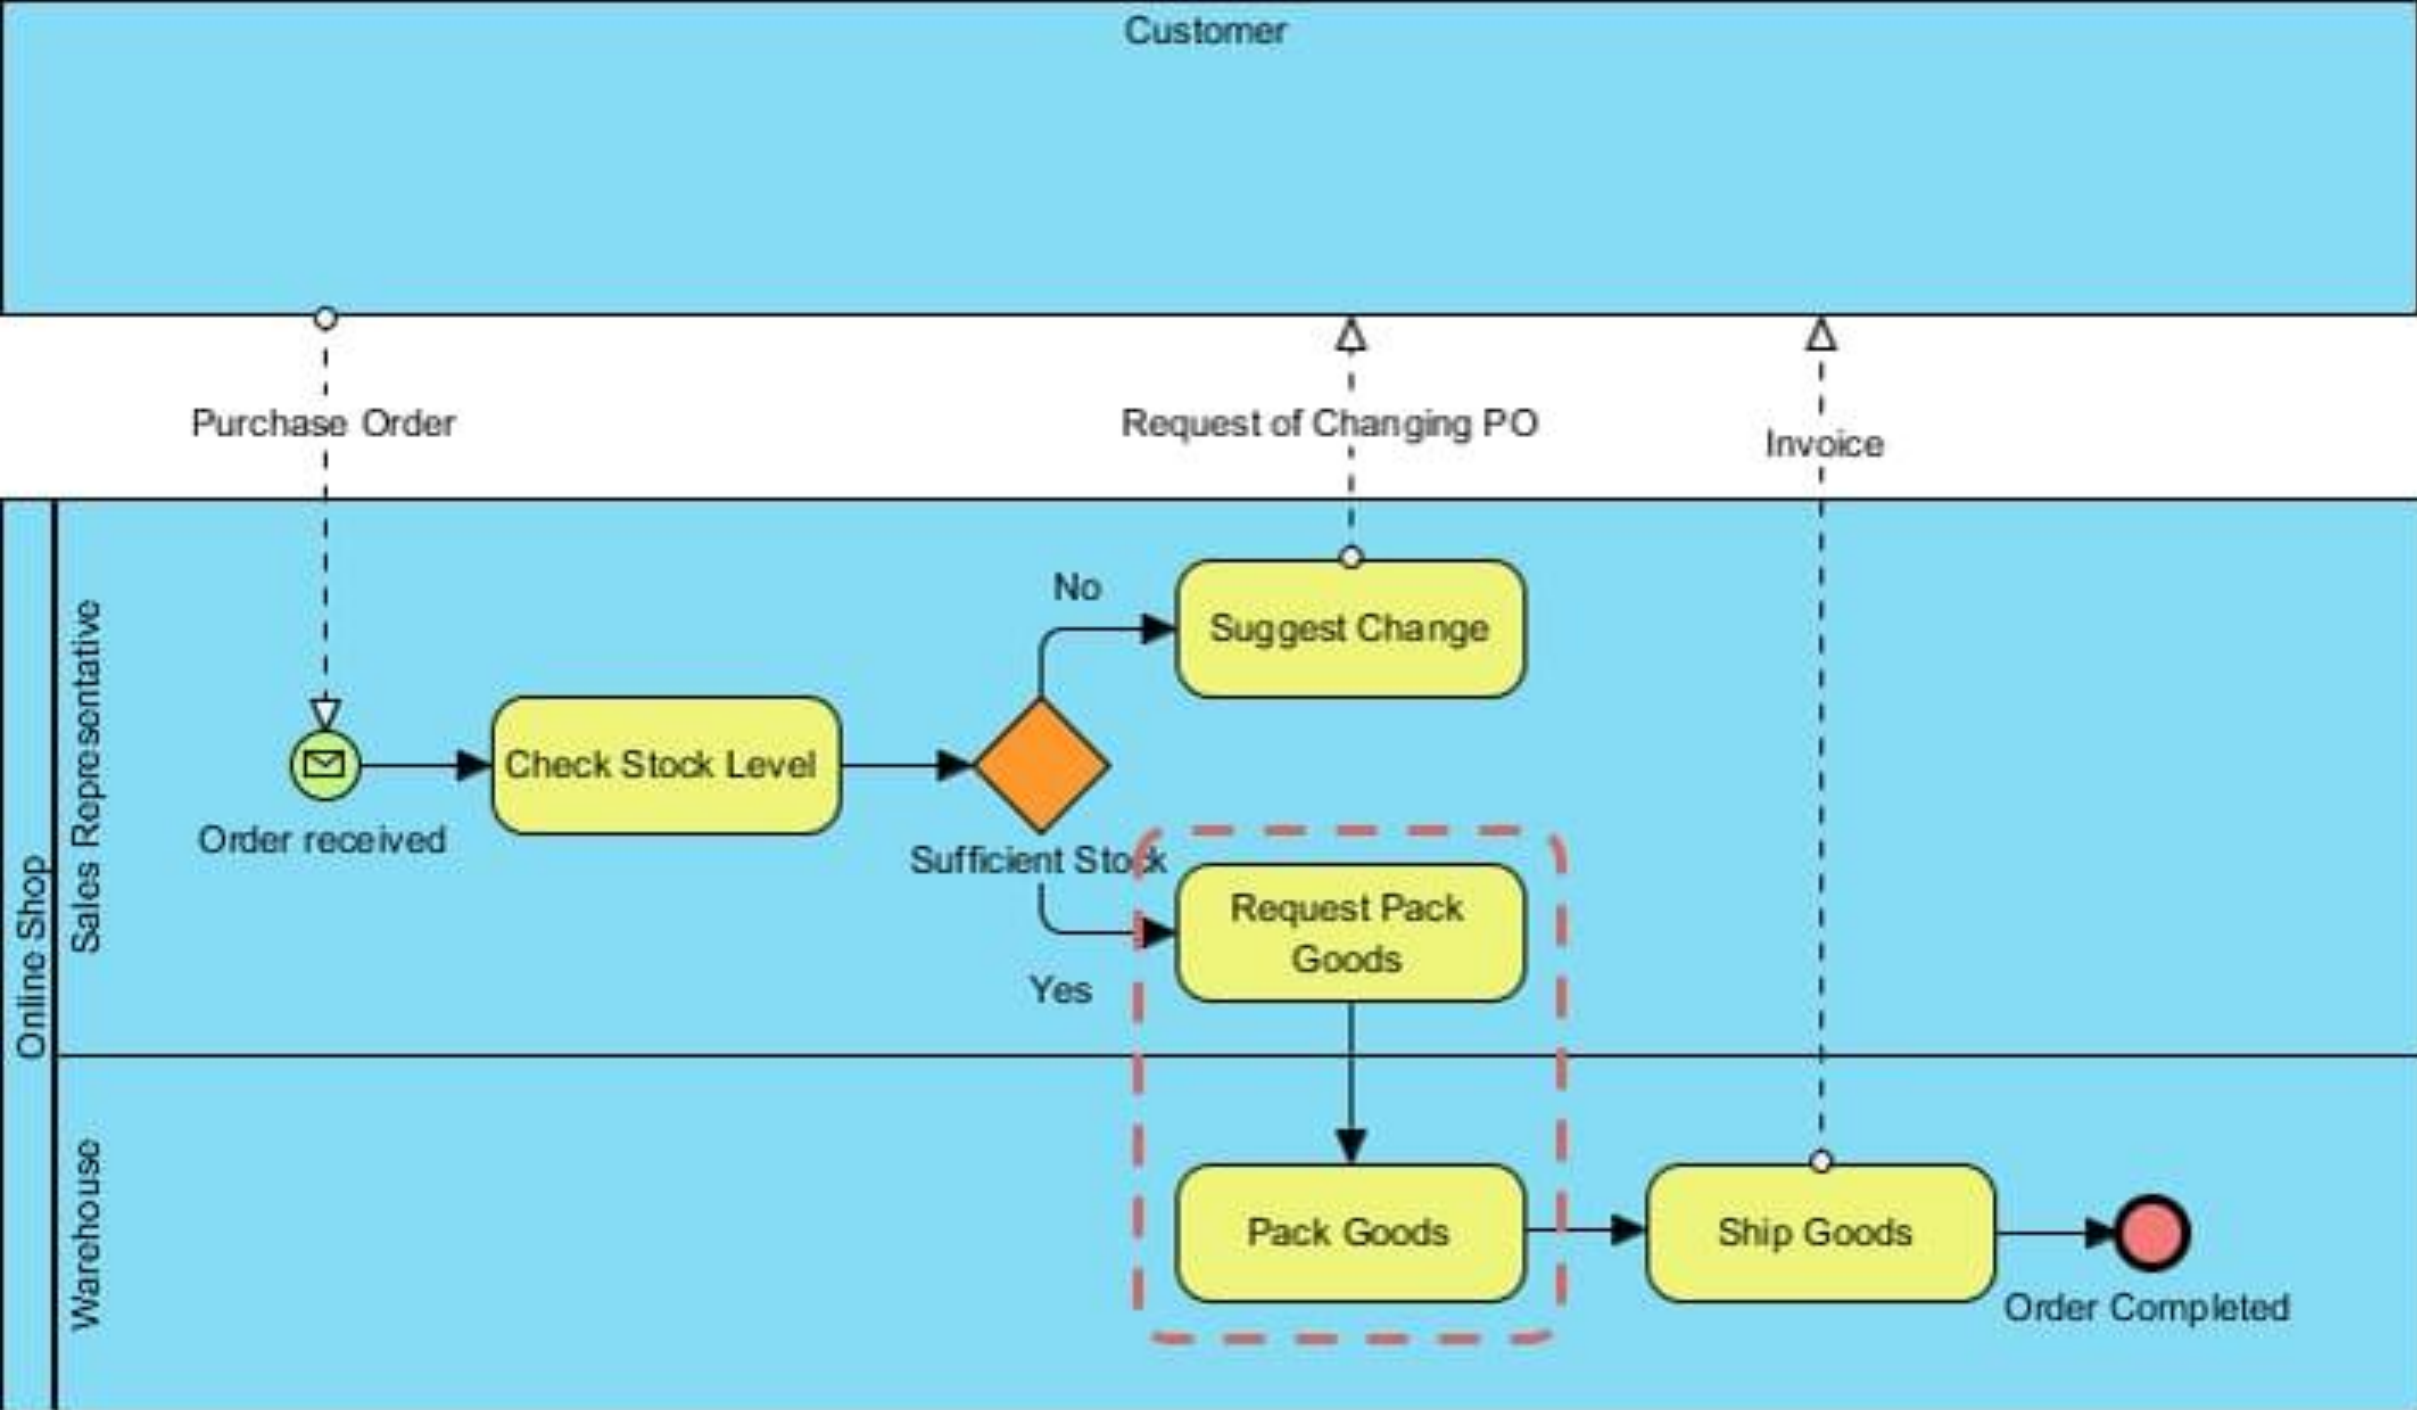 Customer
Purchase Order
Request of Changing PO
Invoice
Online Shop
Sales Representative
No
Suggest Change
Check Stock Level
Order received
Sufficient Stock
Request Pack
Goods
Yes
Warehouse
Pack Goods
Ship Goods
Order Completed